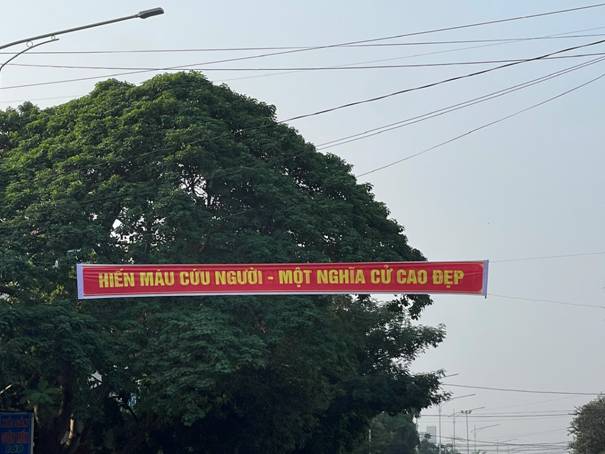 HIẾN MÁU CỨU NGƯỜI - MỘT NGHĨA CỬ CAO ĐẸP